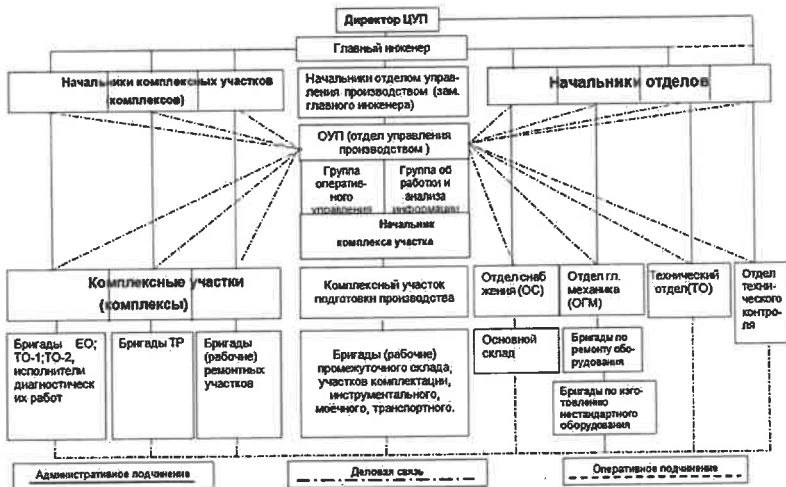 Директор ЦУП
Главный инженер
Начальники комплексных участков
(комплексов)
Начальники отделом управ-
ления производством (зам.
главного инженера)
Начальники отделов
ОУП (отдел управления
производством )
Группа
оператив-
ного
управления
Группа об
работки и
анализа
информации
Начальник
комплекса участка
Комплексные участки
(комплексы)
Комплексный участок
подготовки производства
Отдел снаб
жения (ОС)
Отдел гл.
механика
(ОГМ)
Технический
отдел(ТО)
Отдел
техни-
ческого
контро-
ля
Бригады ЕО;
ТО-1;ТО-2,
исполнители
диагностическ
их работ
Бригады ТР
Бригады
(рабочие)
ремонтных
участков
Бригады (рабочие)
промежуточного склада,
участков комплектации,
инструментального,
моечного, транспортного.
Основной
склад
Бригады по
ремонту обо-
рудования
Бригады по изго-
товлению
нестандартного
оборудования
Административное подчинение
Деловая связь
Оперативное подчинение